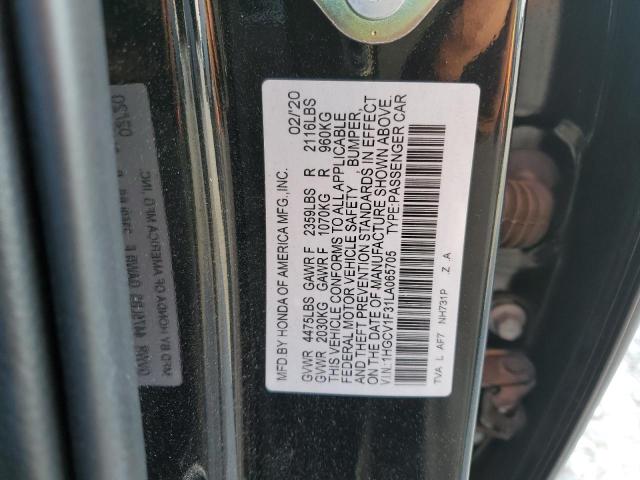 MFD BY HONDA OF AMERICA MFG.,INC. 02/20
GVWR 4475LBS GAWR F 2359LBS R 2116LBS
GVWR 2030KG GAWR F 1070KG R 960KG
THIS VEHICLE CONFORMS TO ALL APPLICABLE
FEDERAL MOTOR VEHICLE SAFETY , BUMPER,
AND THEFT PREVENTION STANDARDS IN EFFECT
ON THE DATE OF MANUFACTURE SHOWN ABOVE.
V.I.N.:1HGCV1F31LA065705 TYPE:PASSENGER CAR
TVA L AF7 NH731P .Z .A